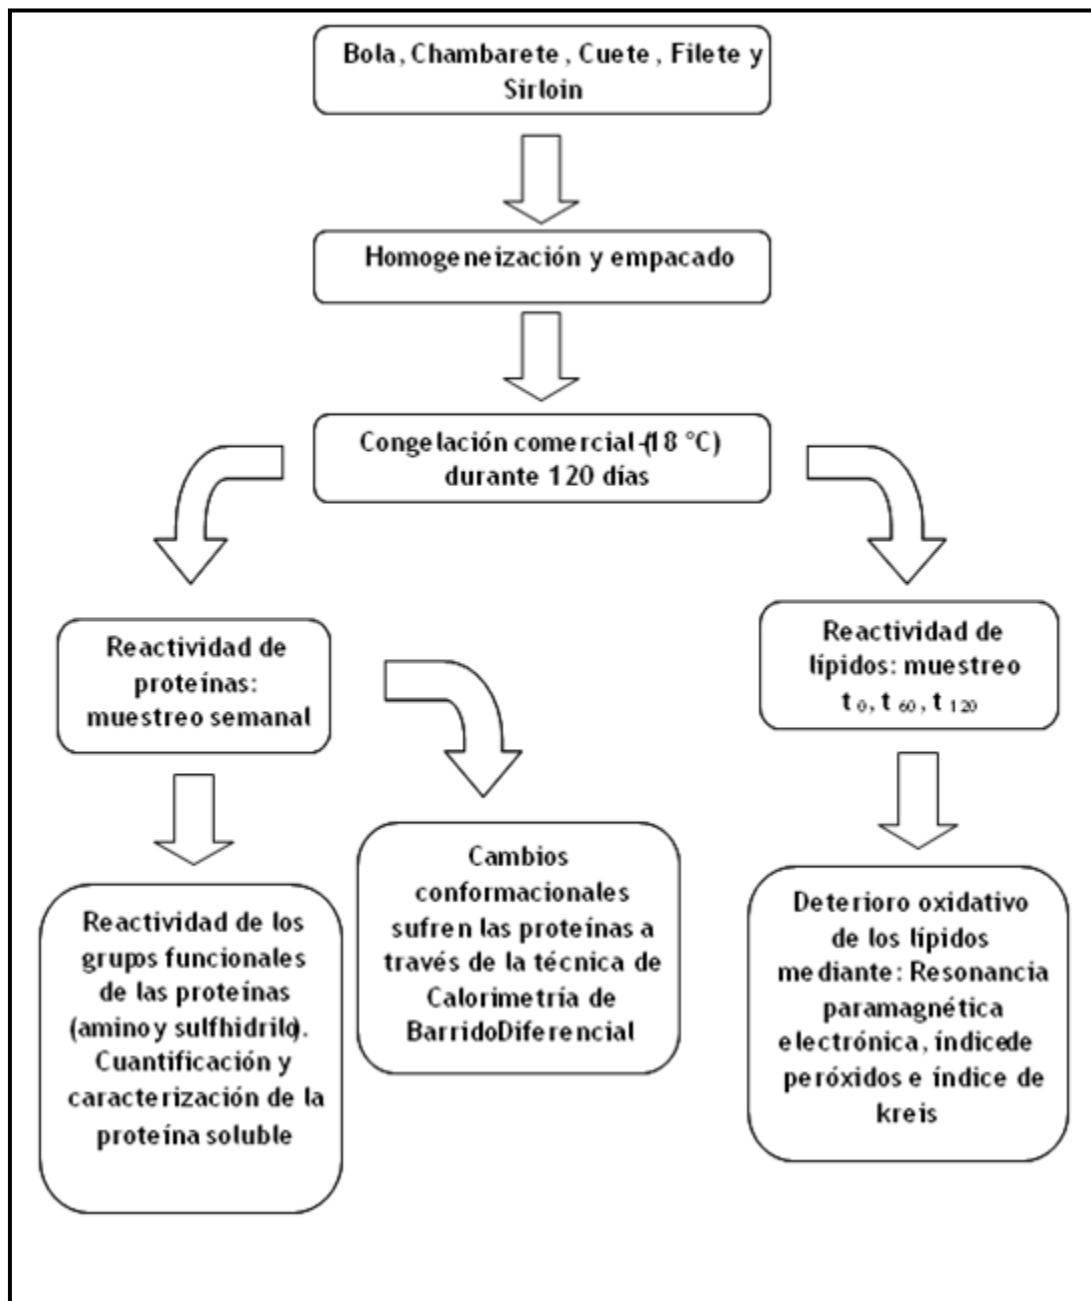 Bola, Chambarete, Cuete, Filete y
Sirloin
Homogeneización y empacado
Congelación comercial-(18 °C)
durante 120 días
Reactividad de
proteínas:
muestreo semanal
Reactividad de
lípidos: muestreo
t 0, t 60, t 120
Reactividad de los
grupos funcionales
de las proteínas
(amino y sulfhidrilo).
Cuantificación y
caracterización de la
proteína soluble
Cambios
conformacionales
sufren las proteínas a
través de la técnica de
Calorimetría de
BarridoDiferencial
Deterioro oxidativo
de los lípidos
mediante: Resonancia
paramagnética
electrónica, índicede
peróxidos e índice de
kreis